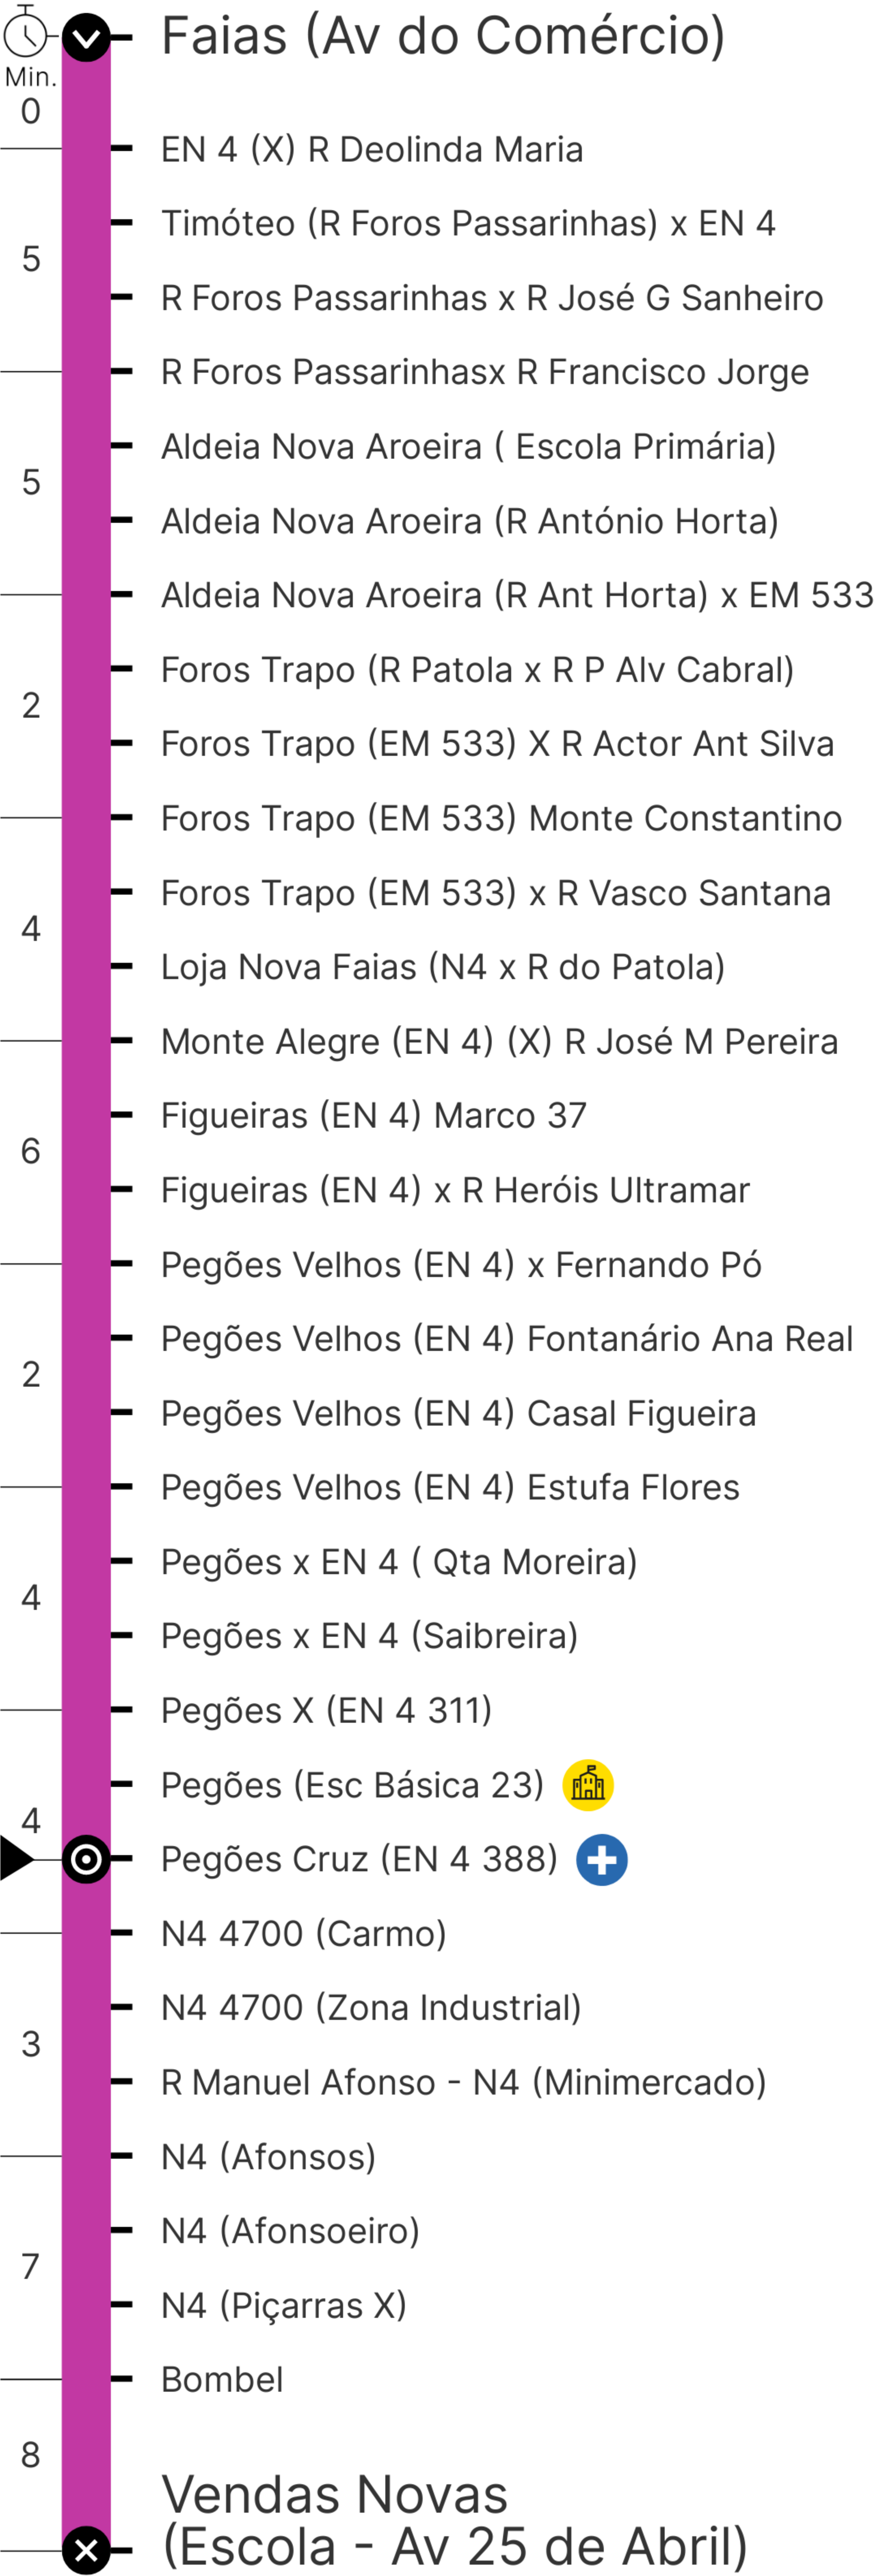 Faias (Av do Comércio)
Min.
0
EN 4 (X) R Deolinda Maria
Timóteo (R Foros Passarinhas) x EN 4
5
R Foros Passarinhas x R José G Sanheiro
R Foros Passarinhasx R Francisco Jorge
Aldeia Nova Aroeira ( Escola Primária)
5
Aldeia Nova Aroeira (R António Horta)
Aldeia Nova Aroeira (R Ant Horta) x EM 533
Foros Trapo (R Patola x R P Alv Cabral)
2
Foros Trapo (EM 533) X R Actor Ant Silva
Foros Trapo (EM 533) Monte Constantino
Foros Trapo (EM 533) x R Vasco Santana
4
Loja Nova Faias (N4 x R do Patola)
Monte Alegre (EN 4) (X) R José M Pereira
Figueiras (EN 4) Marco 37
6
Figueiras (EN 4) x R Heróis Ultramar
Pegões Velhos (EN 4) x Fernando Pó
Pegões Velhos (EN 4) Fontanário Ana Real
2
Pegões Velhos (EN 4) Casal Figueira
Pegões Velhos (EN 4) Estufa Flores
Pegões x EN 4 ( Qta Moreira)
4
Pegões x EN 4 (Saibreira)
Pegões X (EN 4 311)
Pegões (Esc Básica 23)
4
Pegões Cruz (EN 4 388)
N4 4700 (Carmo)
N4 4700 (Zona Industrial)
3
R Manuel Afonso - N4 (Minimercado)
N4 (Afonsos)
N4 (Afonsoeiro)
7
N4 (Piçarras X)
Bombel
8
Vendas Novas
(Escola - Av 25 de Abril)